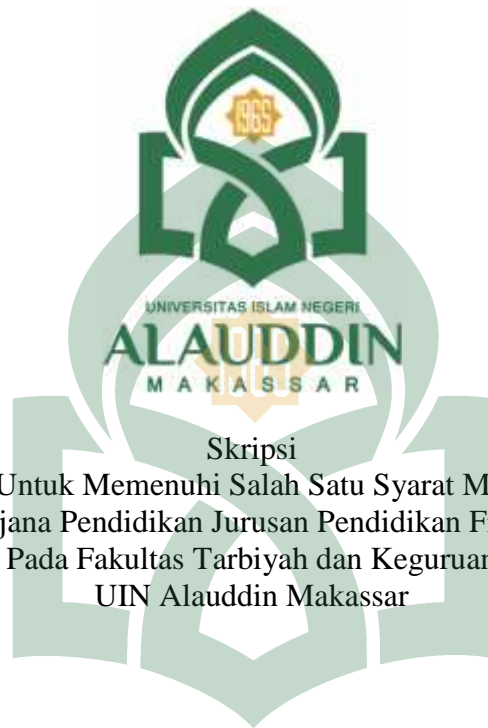 1965
UNIVERSITAS ISLAM NEGERI
ALAUDDIN
MAKASSAR
Skripsi
Untuk Memenuhi Salah Satu Syarat M
jana Pendidikan Jurusan Pendidikan F
Pada Fakultas Tarbiyah dan Keguruan
UIN Alauddin Makassar